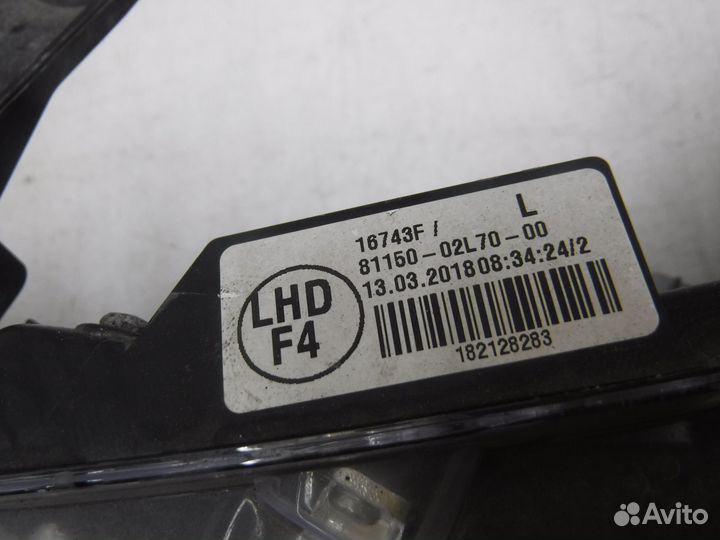 16743F / L
81150-02L70-00
13.03.2018 08:34:24/2
LHD
F4
182128283
Avito